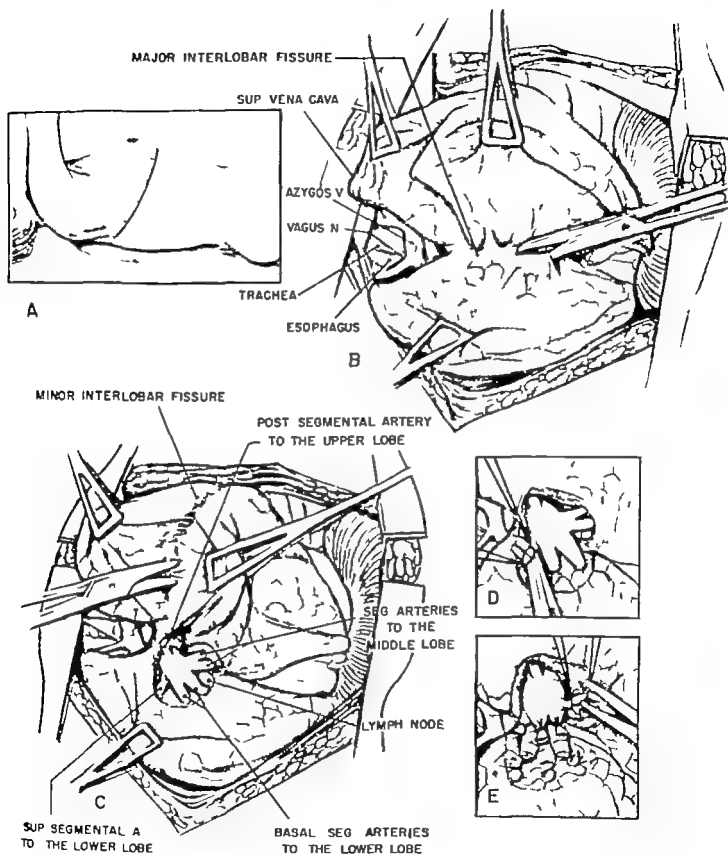 MAJOR INTERLOBAR FISSURE
SUP VENA CAVA
AZYGOS V
VAGUS N
TRACHEA
ESOPHAGUS
A
B
MINOR INTERLOBAR FISSURE
POST SEGMENTAL ARTERY
TO THE UPPER LOBE
SEG ARTERIES
TO THE
MIDDLE LOBE
LYMPH NODE
C
D
E
SUP SEGMENTAL A
TO THE LOWER LOBE
BASAL SEG ARTERIES
TO THE LOWER LOBE